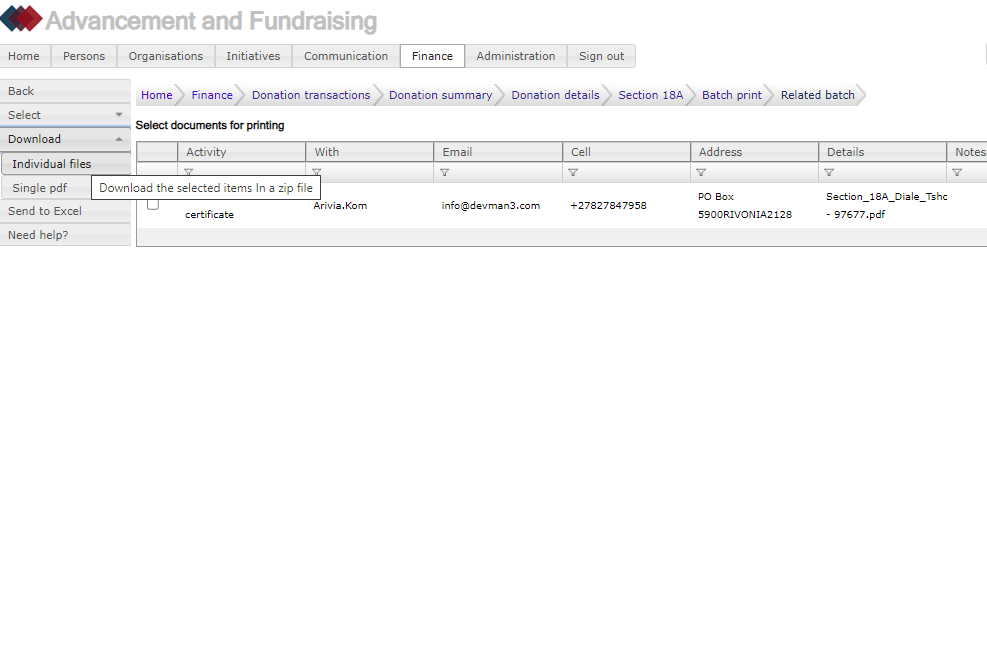 Advancement and Fundraising
Home Persons Organisations Initiatives Communication Finance Administration Sign out
Back
Select
Download
Individual files
Single pdf
Send to Excel
Need help?
Home Finance Donation transactions Donation summary Donation details Section 18A Batch print Related batch
Select documents for printing
Activity With Email Cell Address Details Notes
Download the selected items In a zip file
certificate
Arivia.Kom
info@devman3.com
+27827847958
PO Box
5900RIVONIA2128
Section_18A_Diale_Tshc
- 97677.pdf